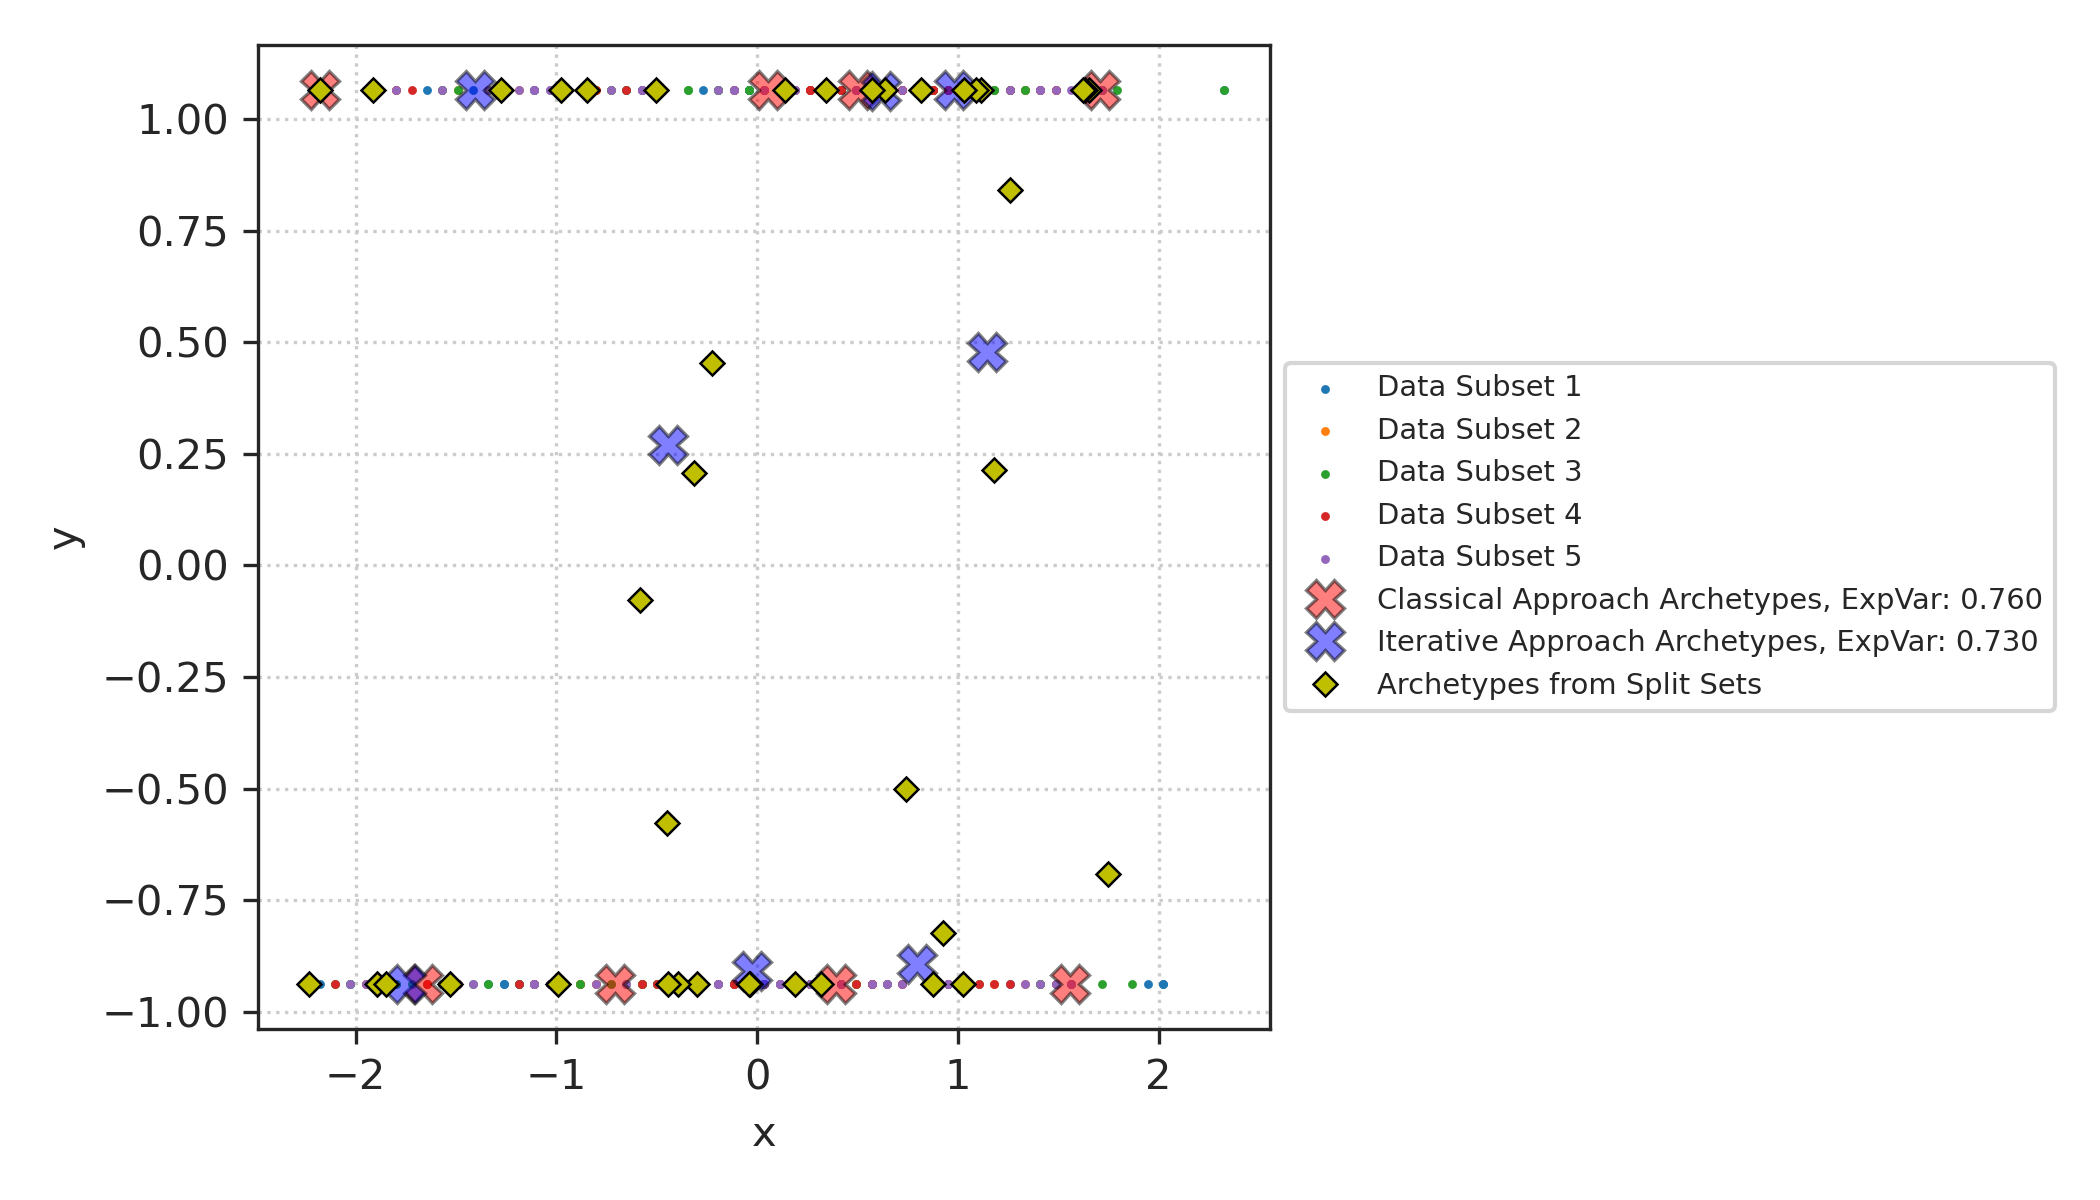 1.00
0.75
0.50
0.25
0.00
−0.25
−0.50
−0.75
−1.00
y
−2
−1
0
1
2
x
Data Subset 1
Data Subset 2
Data Subset 3
Data Subset 4
Data Subset 5
Classical Approach Archetypes, ExpVar: 0.760
Iterative Approach Archetypes, ExpVar: 0.730
Archetypes from Split Sets